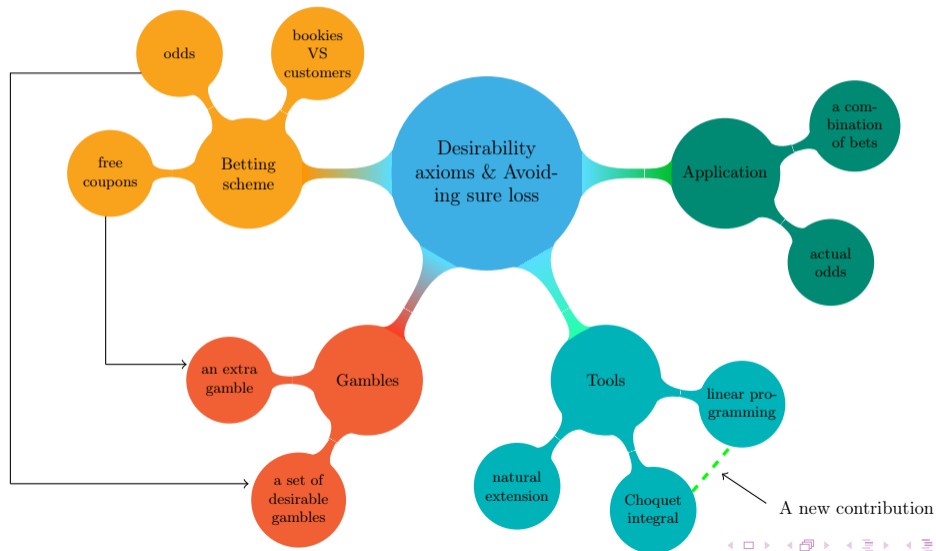 odds
bookies
VS
customers
free
coupons
Betting
scheme
Desirability
axioms & Avoid-
ing sure loss
Application
a com-
bination
of bets
actual
odds
an extra
gamble
Gambles
a set of
desirable
gambles
Tools
linear pro-
gramming
natural
extension
Choquet
integral
A new contribution